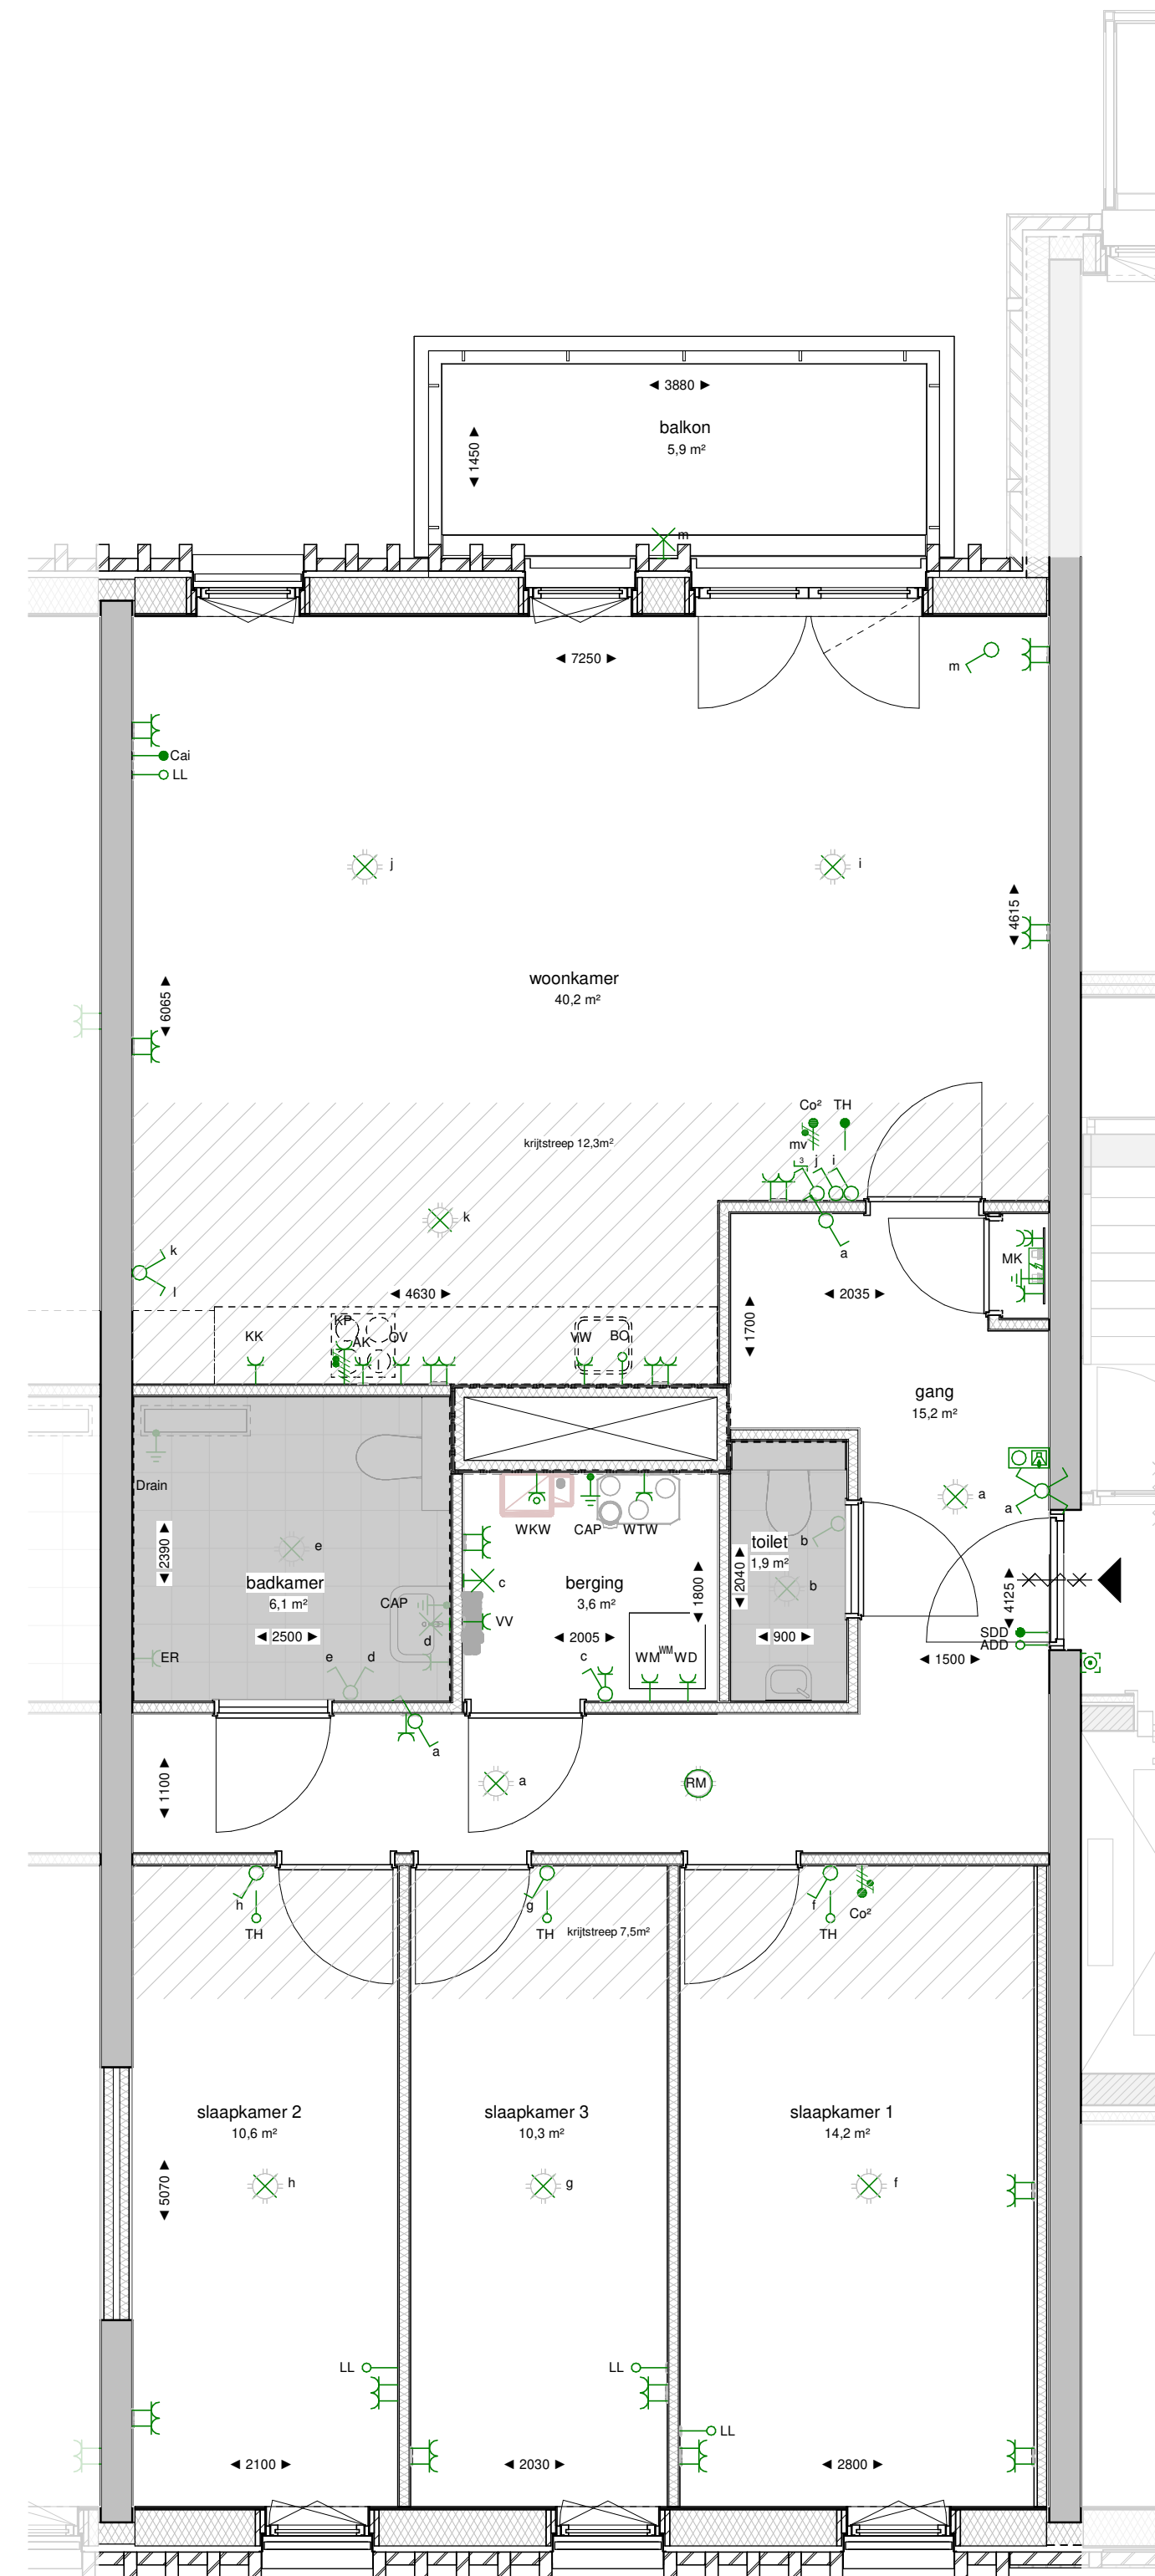 3880
balkon
5,9 m²
1450
m
7250
m
Cai
LL
j
i
4615
woonkamer
40,2 m²
6065
Co² TH
krijtstreep 12,3m²
mv
3 j i
k
a
k
MK
l
4630
2035
1700
KP
KK
AK
OV
VW
BO
gang
15,2 m²
Drain
a
a
WKW
CAP
WTW
toilet
b
1,9 m²
e
2390
badkamer
6,1 m²
c
berging
3,6 m²
1800
2040
b
4125
CAP
VV
2500
d
2005
900
SDD
ADD
ER
e
d
c
WM
WM
WD
1500
a
1100
a
RM
h
g
f
Co²
TH
TH
krijtstreep 7,5m²
TH
slaapkamer 2
10,6 m²
slaapkamer 3
10,3 m²
slaapkamer 1
14,2 m²
h
g
f
5070
LL
LL
LL
2100
2030
2800